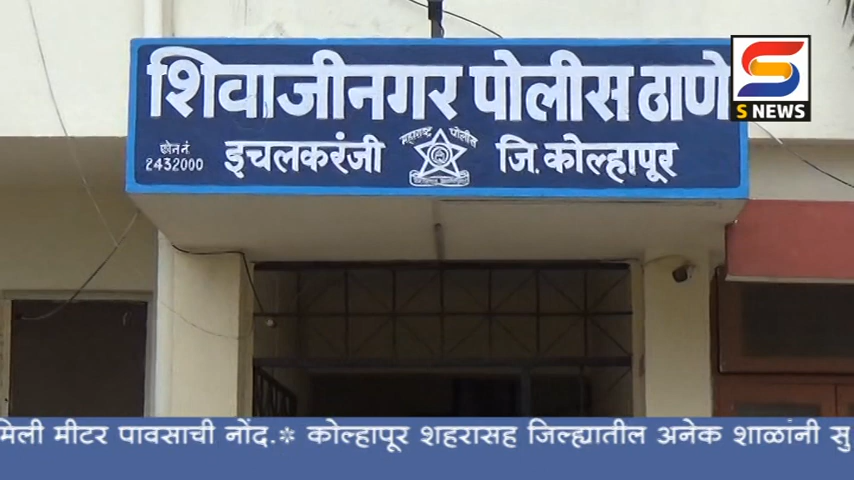 शिवाजीनगर पोलीस ठाणे
फोन नं. 2432000
इचलकरंजी
महाराष्ट्र पोलीस
जि. कोल्हापूर
S NEWS
मिली मीटर पावसाची नोंद.* कोल्हापूर शहरासह जिल्ह्यातील अनेक शाळांनी सु